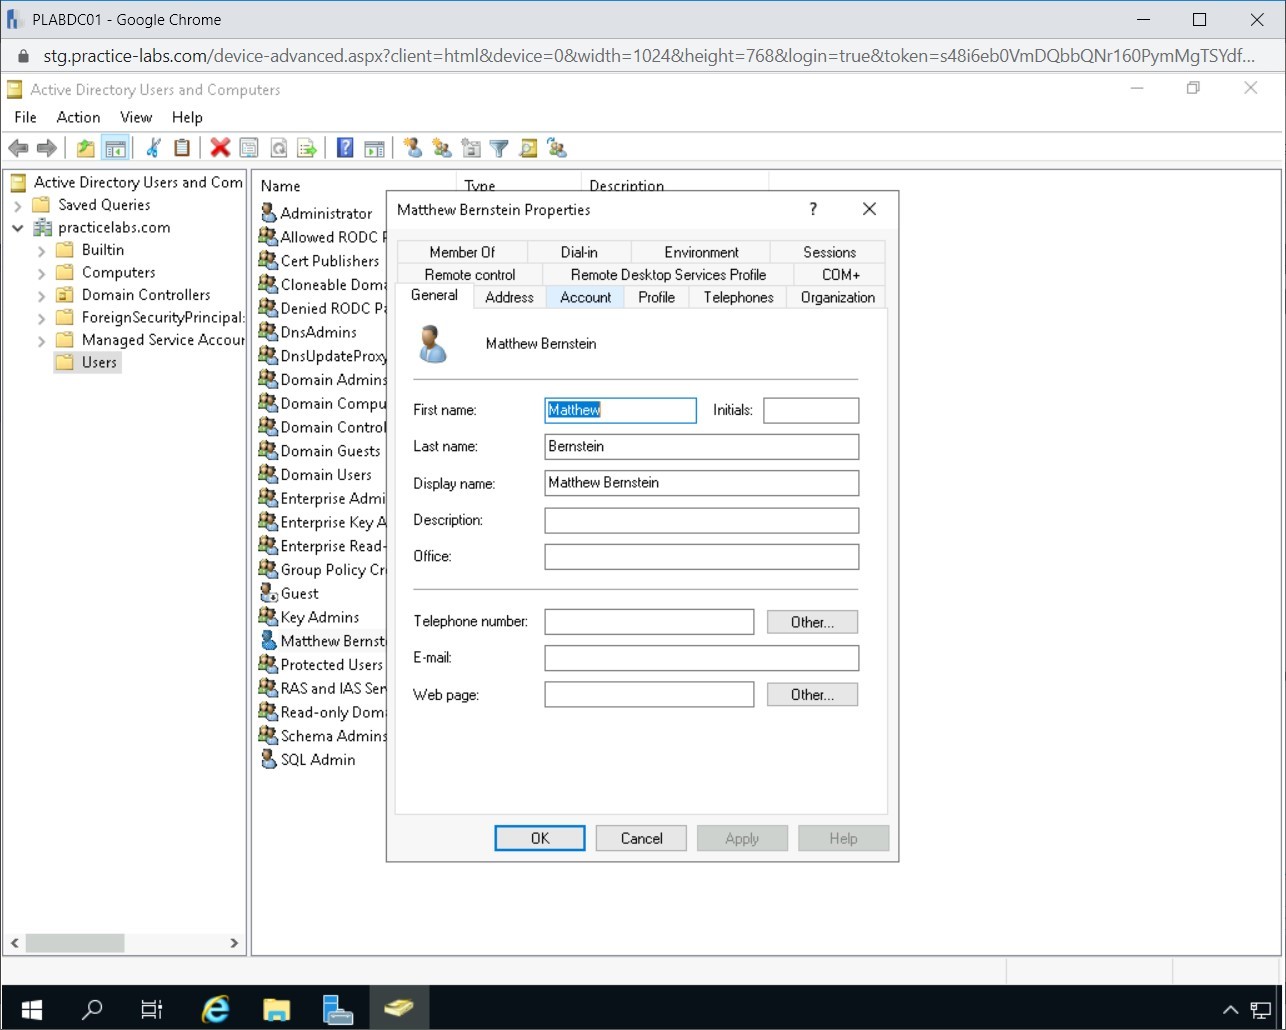 PLABDC01 - Google Chrome
stg.practice-labs.com/device-advanced.aspx?client=html&device=0&width=1024&height=768&login=true&token=s48i6eb0VmDQbbQNr160PymMgTSYdf...
Active Directory Users and Computers
File Action View Help
Active Directory Users and Com
Saved Queries
practicelabs.com
Builtin
Computers
Domain Controllers
ForeignSecurityPrincipal:
Managed Service Accour
Users
Name Type Description
Administrator
Allowed RODC P
Cert Publishers
Cloneable Doma
Denied RODC Pa
DnsAdmins
DnsUpdateProxy
Domain Admins
Domain Compu
Domain Control
Domain Guests
Domain Users
Enterprise Admi
Enterprise Key A
Enterprise Read-
Group Policy Cr
Guest
Key Admins
Matthew Bernste
Protected Users
RAS and IAS Ser
Read-only Doma
Schema Admins
SQL Admin
Matthew Bernstein Properties ?
Member Of Dial-in Environment Sessions
Remote control Remote Desktop Services Profile COM+
General Address Account Profile Telephones Organization
Matthew Bernstein
First name: Matthew Initials:
Last name: Bernstein
Display name: Matthew Bernstein
Description:
Office:
Telephone number: Other...
E-mail:
Web page: Other...
OK Cancel Apply Help